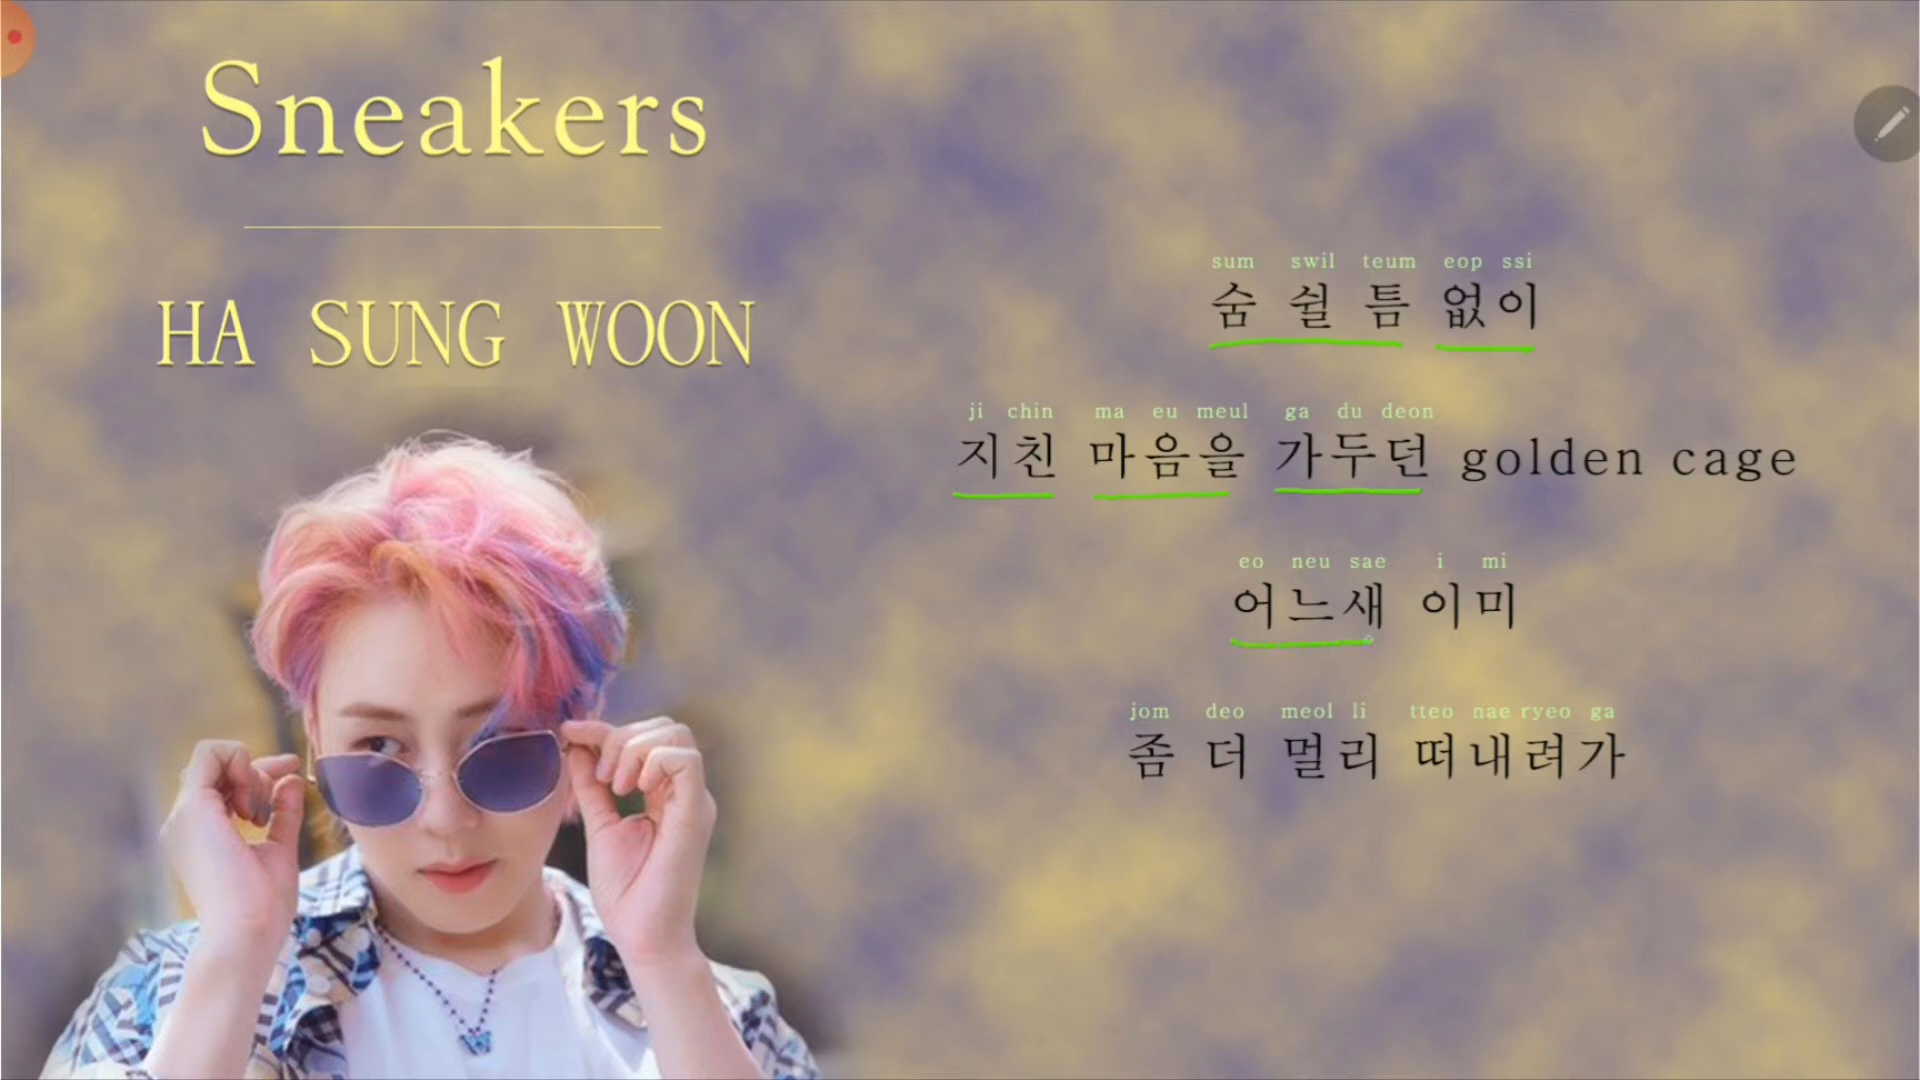 Sneakers
HA SUNG WOON
sum swil teum eop ssi
숨 쉴 틈 없이
ji chin ma eu meul ga du deon
지친 마음을 가두던 golden cage
eo neu sae i mi
어느새 이미
jom deo meol li tteo nae ryeo ga
좀 더 멀리 떠내려가